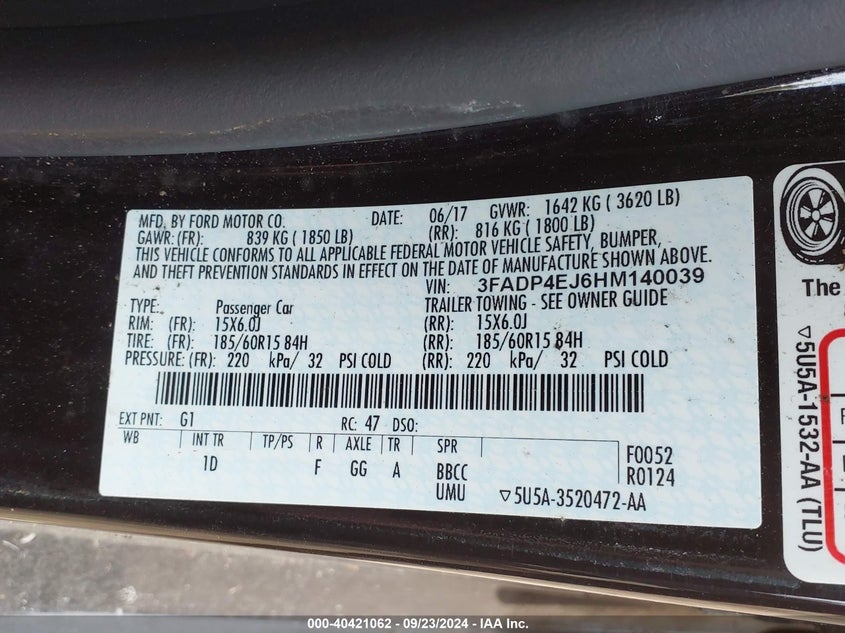 MFD. BY FORD MOTOR CO. DATE: 06/17 GVWR: 1642 KG ( 3620 LB)
GAWR: (FR): 839 KG ( 1850 LB) (RR): 816 KG ( 1800 LB)
THIS VEHICLE CONFORMS TO ALL APPLICABLE FEDERAL MOTOR VEHICLE SAFETY, BUMPER,
AND THEFT PREVENTION STANDARDS IN EFFECT ON THE DATE OF MANUFACTURE SHOWN ABOVE.
VIN: 3FADP4EJ6HM140039
TYPE: Passenger Car TRAILER TOWING - SEE OWNER GUIDE
RIM: (FR): 15X6.0J (RR): 15X6.0J
TIRE: (FR): 185/60R15 84H (RR): 185/60R15 84H
PRESSURE: (FR): 220 kPa/ 32 PSI COLD (RR): 220 kPa/ 32 PSI COLD
EXT PNT: G1 RC: 47 DSO:
WB INT TR TP/PS R AXLE TR SPR F0052
1D F GG A BBCC R0124
UMU ▽5U5A-3520472-AA
The
▽5U5A-1532-AA (TLU)
000-40421062 - 09/23/2024 - IAA Inc.